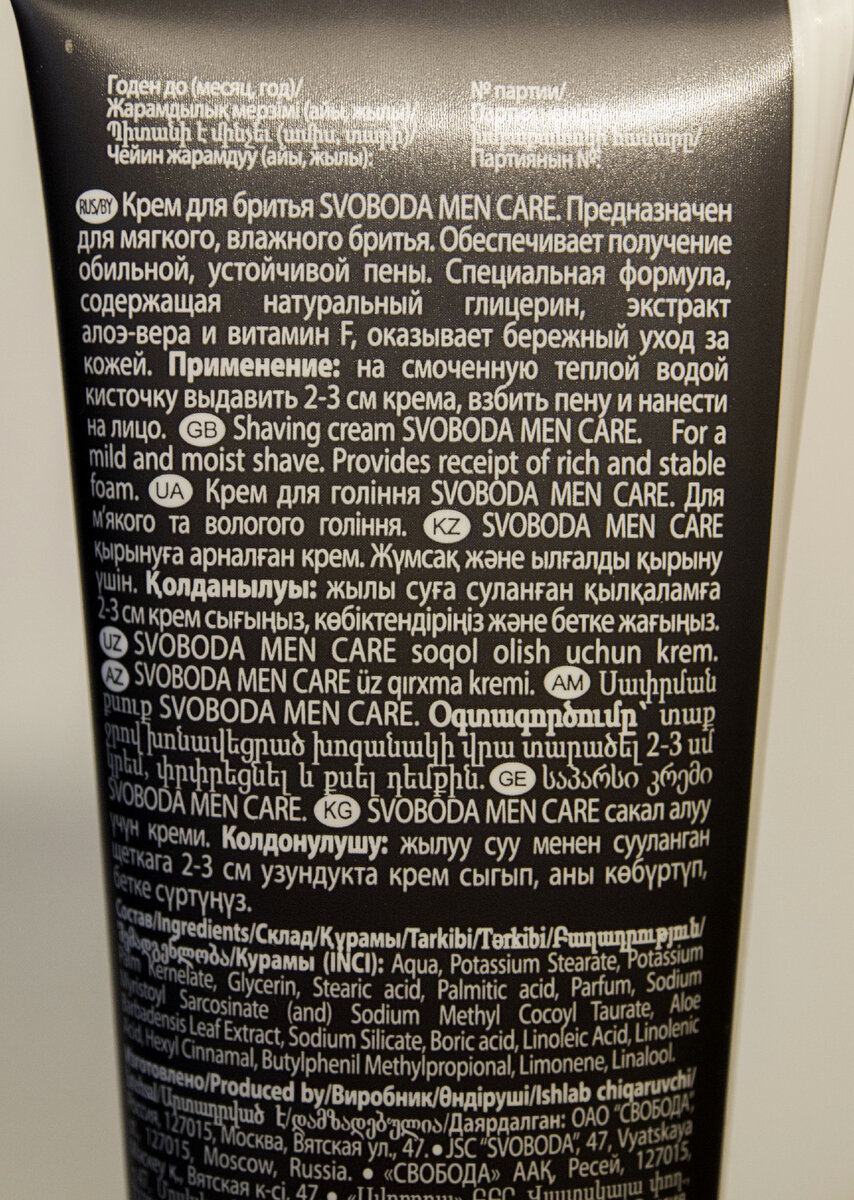 Годен до (месяц, год)/ № партии/
Жарамдылық мерзімі (айы, жылы)/
Պիտանի է մինչև (ամիս, տարի)/
Чейин жарамдуу (айы, жылы): Партиянын №:
RUS/BY Крем для бритья SVOBODA MEN CARE. Предназначен
для мягкого, влажного бритья. Обеспечивает получение
обильной, устойчивой пены. Специальная формула,
содержащая натуральный глицерин, экстракт
алоэ-вера и витамин F, оказывает бережный уход за
кожей. Применение: на смоченную теплой водой
кисточку выдавить 2-3 см крема, взбить пену и нанести
на лицо. GB Shaving cream SVOBODA MEN CARE. For a
mild and moist shave. Provides receipt of rich and stable
foam. UA Крем для гоління SVOBODA MEN CARE. Для
м'якого та вологого гоління. KZ SVOBODA MEN CARE
қырынуға арналған крем. Жұмсақ және ылғалды қырыну
үшін. Қолданылуы: жылы суға суланған қылқаламға
2-3 см крем сығыңыз, көбіктендіріңіз және бетке жағыңыз.
UZ SVOBODA MEN CARE soqol olish uchun krem.
AZ SVOBODA MEN CARE üz qırxma kremi. AM Սափրման
քսուք SVOBODA MEN CARE. Օգտագործումը՝ տաք
ջրով խոնավեցրած խոզանակի վրա տարածել 2-3 սմ
կրեմ, փրփրեցնել և քսել դեմքին. GE საპარსი კრემი
SVOBODA MEN CARE. KG SVOBODA MEN CARE сакал алуу
үчүн креми. Колдонулушу: жылуу суу менен сууланган
щеткага 2-3 см узундукта крем сыгып, аны көбүртүп,
бетке сүртүңүз.
Состав/Ingredients/Склад/Құрамы/Tarkibi/Tərkibi/Բաղադրություն/
შემადგენლობა/Курамы (INCI): Aqua, Potassium Stearate, Potassium
Palm Kernelate, Glycerin, Stearic acid, Palmitic acid, Parfum, Sodium
Myristoyl Sarcosinate (and) Sodium Methyl Cocoyl Taurate, Aloe
Barbadensis Leaf Extract, Sodium Silicate, Boric acid, Linoleic Acid, Linolenic
Acid, Hexyl Cinnamal, Butylphenil Methylpropional, Limonene, Linalool.
Изготовлено/Produced by/Виробник/Өндіруші/Ishlab chiqaruvchi/
Արտադրված է/დამზადებულია/Даярдалган: ОАО "СВОБОДА",
Россия, 127015, Москва, Вятская ул., 47. • JSC "SVOBODA", 47, Vyatskaya
127015, Moscow, Russia. • «СВОБОДА» ААҚ, Ресей, 127015,
Мәскеу қ., Вятская к-сі, 47 •